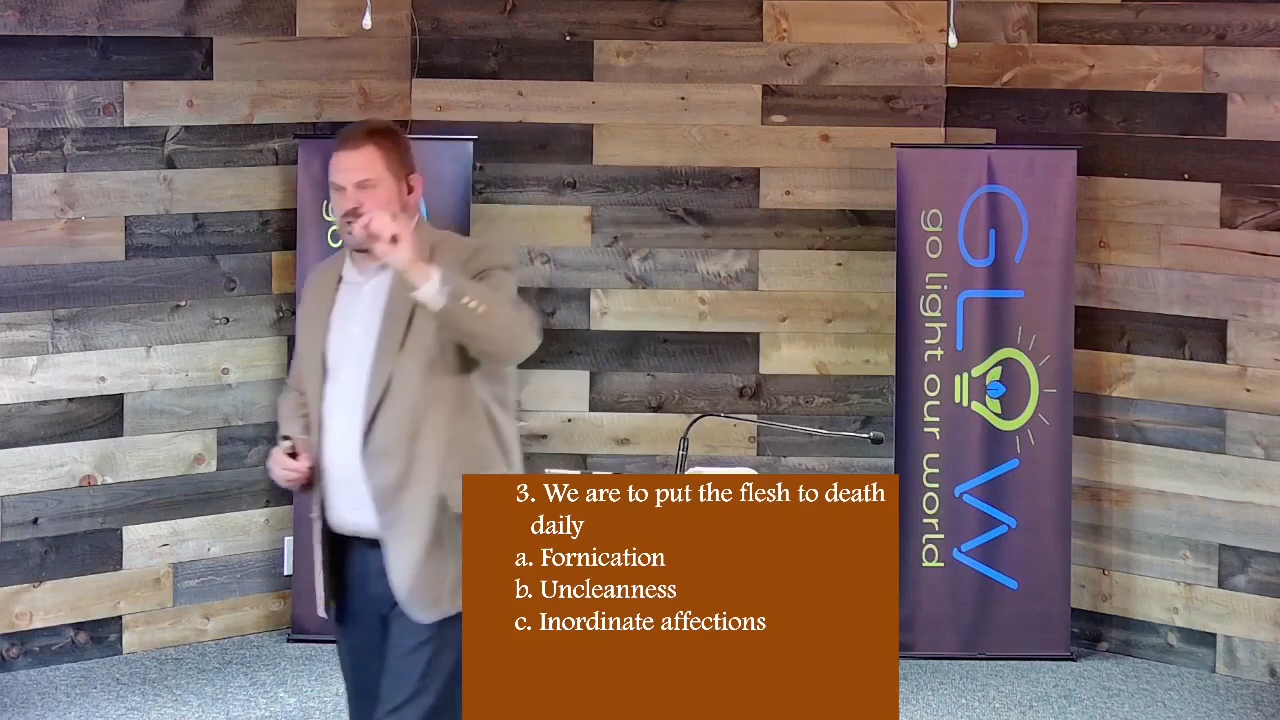 3. We are to put the flesh to death
daily
a. Fornication
b. Uncleanness
c. Inordinate affections
GLOW
go light our world
go